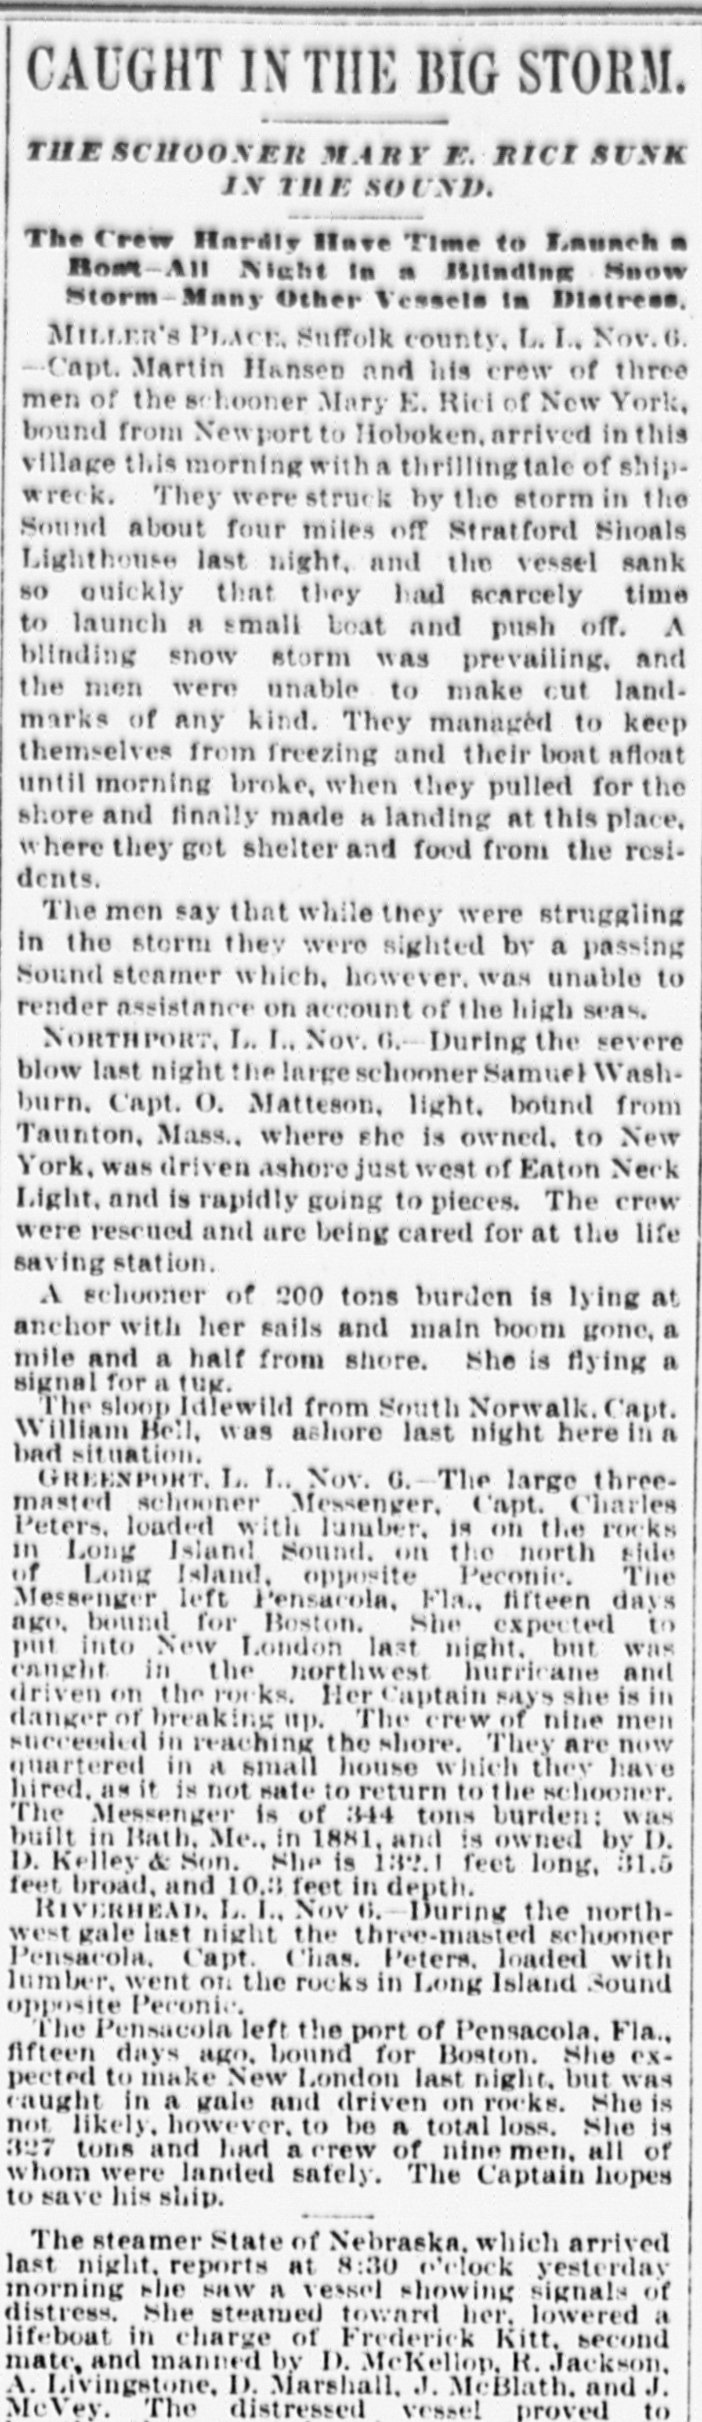 CAUGHT IN THE BIG STORM.
THE SCHOONER MARY E. RICI SUNK
IN THE SOUND.
The Crew Hardly Have Time to Launch a
Boat—All Night in a Blinding Snow
Storm—Many Other Vessels in Distress.
MILLER'S PLACE, Suffolk county, L. I., Nov. 6.
—Capt. Martin Hansen and his crew of three
men of the schooner Mary E. Rici of New York,
bound from Newport to Hoboken, arrived in this
village this morning with a thrilling tale of ship-
wreck. They were struck by the storm in the
Sound about four miles off Stratford Shoals
Lighthouse last night, and the vessel sank
so quickly that they had scarcely time
to launch a small boat and push off. A
blinding snow storm was prevailing, and
the men were unable to make out land-
marks of any kind. They managed to keep
themselves from freezing and their boat afloat
until morning broke, when they pulled for the
shore and finally made a landing at this place,
where they got shelter and food from the resi-
dents.
The men say that while they were struggling
in the storm they were sighted by a passing
Sound steamer which, however, was unable to
render assistance on account of the high seas.
NORTHPORT, L. I., Nov. 6.—During the severe
blow last night the large schooner Samuel Wash-
burn, Capt. O. Matteson, light, bound from
Taunton, Mass., where she is owned, to New
York, was driven ashore just west of Eaton Neck
Light, and is rapidly going to pieces. The crew
were rescued and are being cared for at the life
saving station.
A schooner of 200 tons burden is lying at
anchor with her sails and main boom gone, a
mile and a half from shore. She is flying a
signal for a tug.
The sloop Idlewild from South Norwalk, Capt.
William Bell, was ashore last night here in a
bad situation.
GREENPORT, L. I., Nov. 6.—The large three-
masted schooner Messenger, Capt. Charles
Peters, loaded with lumber, is on the rocks
in Long Island Sound, on the north side
of Long Island, opposite Peconic. The
Messenger left Pensacola, Fla., fifteen days
ago, bound for Boston. She expected to
put into New London last night, but was
caught in the northwest hurricane and
driven on the rocks. Her Captain says she is in
danger of breaking up. The crew of nine men
succeeded in reaching the shore. They are now
quartered in a small house which they have
hired, as it is not safe to return to the schooner.
The Messenger is of 344 tons burden; was
built in Bath, Me., in 1881, and is owned by D.
D. Kelley & Son. She is 132.1 feet long, 31.5
feet broad, and 10.3 feet in depth.
RIVERHEAD, L. I., Nov 6.—During the north-
west gale last night the three-masted schooner
Pensacola, Capt. Chas. Peters, loaded with
lumber, went on the rocks in Long Island Sound
opposite Peconic.
The Pensacola left the port of Pensacola, Fla.,
fifteen days ago, bound for Boston. She ex-
pected to make New London last night, but was
caught in a gale and driven on rocks. She is
not likely, however, to be a total loss. She is
327 tons and had a crew of nine men, all of
whom were landed safely. The Captain hopes
to save his ship.
The steamer State of Nebraska, which arrived
last night, reports at 8:30 o'clock yesterday
morning she saw a vessel showing signals of
distress. She steamed toward her, lowered a
lifeboat in charge of Frederick Kitt, second
mate, and manned by D. McKellop, R. Jackson,
A. Livingstone, D. Marshall, J. McBlath, and J.
McVey. The distressed vessel proved to